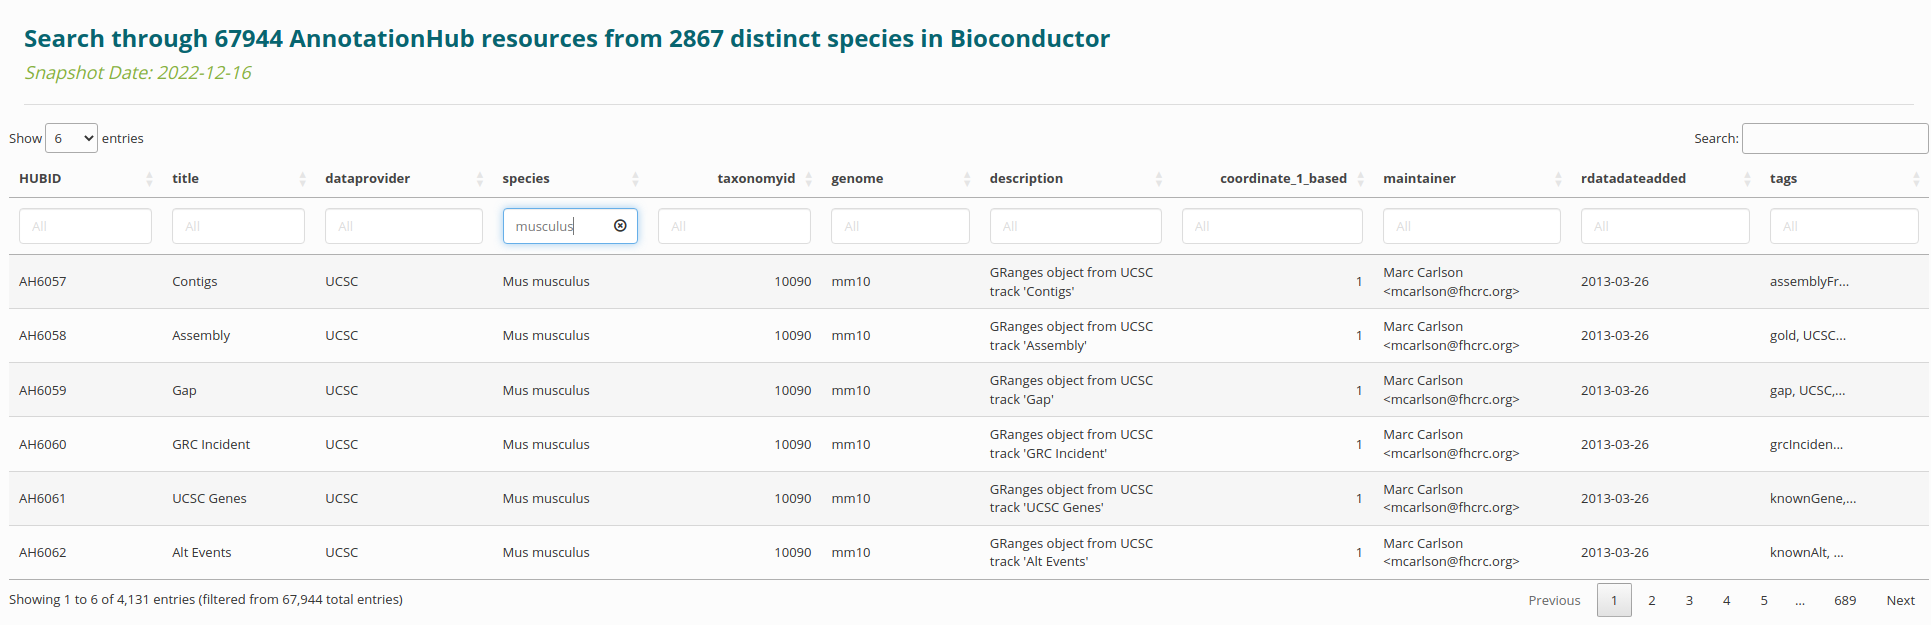 Search through 67944 AnnotationHub resources from 2867 distinct species in Bioconductor
Snapshot Date: 2022-12-16
Show 6 entries Search:
HUBID title dataprovider species taxonomyid genome description coordinate_1_based maintainer rdatadateadded tags
All All All musculus All All All All All All All
AH6057 Contigs UCSC Mus musculus 10090 mm10 GRanges object from UCSC track 'Contigs' 1 Marc Carlson <mcarlson@fhcrc.org> 2013-03-26 assemblyFr...
AH6058 Assembly UCSC Mus musculus 10090 mm10 GRanges object from UCSC track 'Assembly' 1 Marc Carlson <mcarlson@fhcrc.org> 2013-03-26 gold, UCSC...
AH6059 Gap UCSC Mus musculus 10090 mm10 GRanges object from UCSC track 'Gap' 1 Marc Carlson <mcarlson@fhcrc.org> 2013-03-26 gap, UCSC,...
AH6060 GRC Incident UCSC Mus musculus 10090 mm10 GRanges object from UCSC track 'GRC Incident' 1 Marc Carlson <mcarlson@fhcrc.org> 2013-03-26 grcInciden...
AH6061 UCSC Genes UCSC Mus musculus 10090 mm10 GRanges object from UCSC track 'UCSC Genes' 1 Marc Carlson <mcarlson@fhcrc.org> 2013-03-26 knownGene,...
AH6062 Alt Events UCSC Mus musculus 10090 mm10 GRanges object from UCSC track 'Alt Events' 1 Marc Carlson <mcarlson@fhcrc.org> 2013-03-26 knownAlt, ...
Showing 1 to 6 of 4,131 entries (filtered from 67,944 total entries) Previous 1 2 3 4 5 ... 689 Next